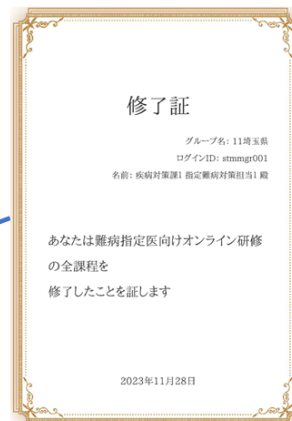 修了証
グループ名: 11埼玉県
ログインID: stmmgr001
名前: 疾病対策課1 指定難病対策担当1 殿
あなたは難病指定医向けオンライン研修
の全課程を
修了したことを証します
2023年11月28日